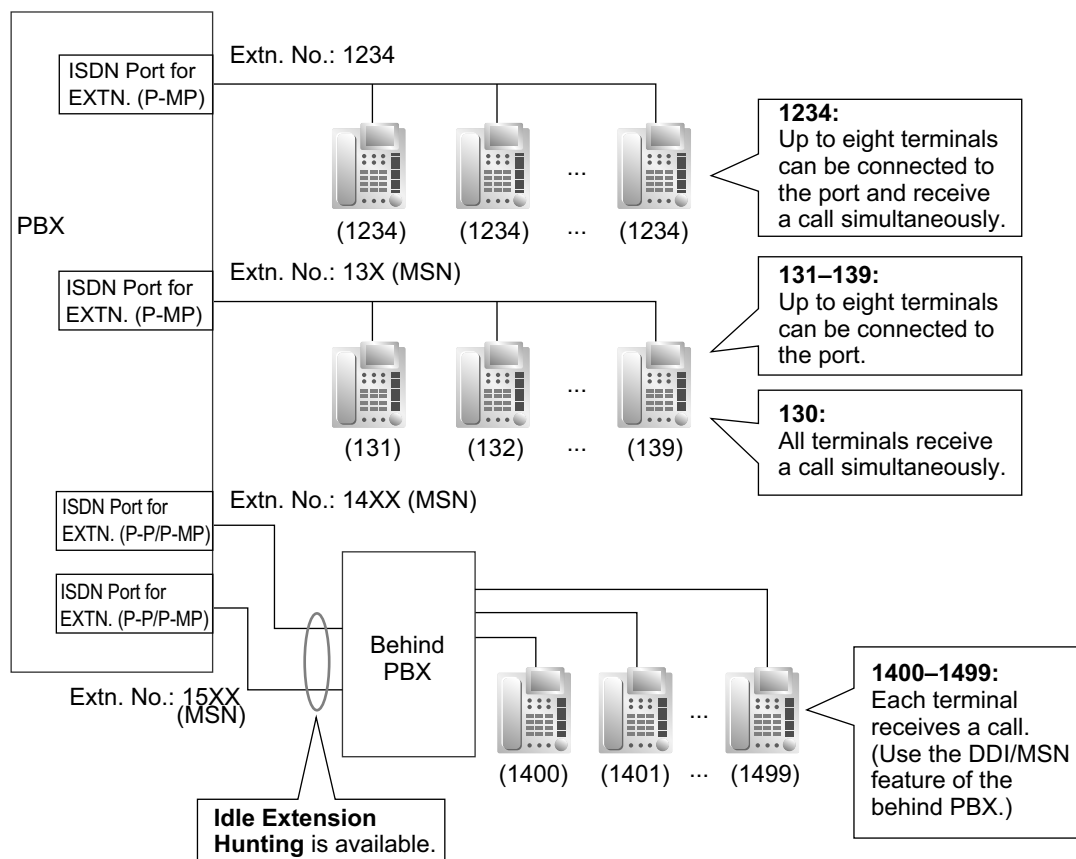 Extn. No.: 1234
ISDN Port for
EXTN. (P-MP)
1234:
Up to eight terminals
can be connected to
the port and receive
a call simultaneously.
...
PBX
(1234) (1234) ... (1234)
Extn. No.: 13X (MSN)
ISDN Port for
EXTN. (P-MP)
131–139:
Up to eight terminals
can be connected to
the port.
...
130:
All terminals receive
a call simultaneously.
(131) (132) ... (139)
Extn. No.: 14XX (MSN)
ISDN Port for
EXTN. (P-P/P-MP)
ISDN Port for
EXTN. (P-P/P-MP)
Behind
PBX
Extn. No.: 15XX
(MSN)
...
(1400) (1401) ... (1499)
1400–1499:
Each terminal
receives a call.
(Use the DDI/MSN
feature of the
behind PBX.)
Idle Extension
Hunting is available.